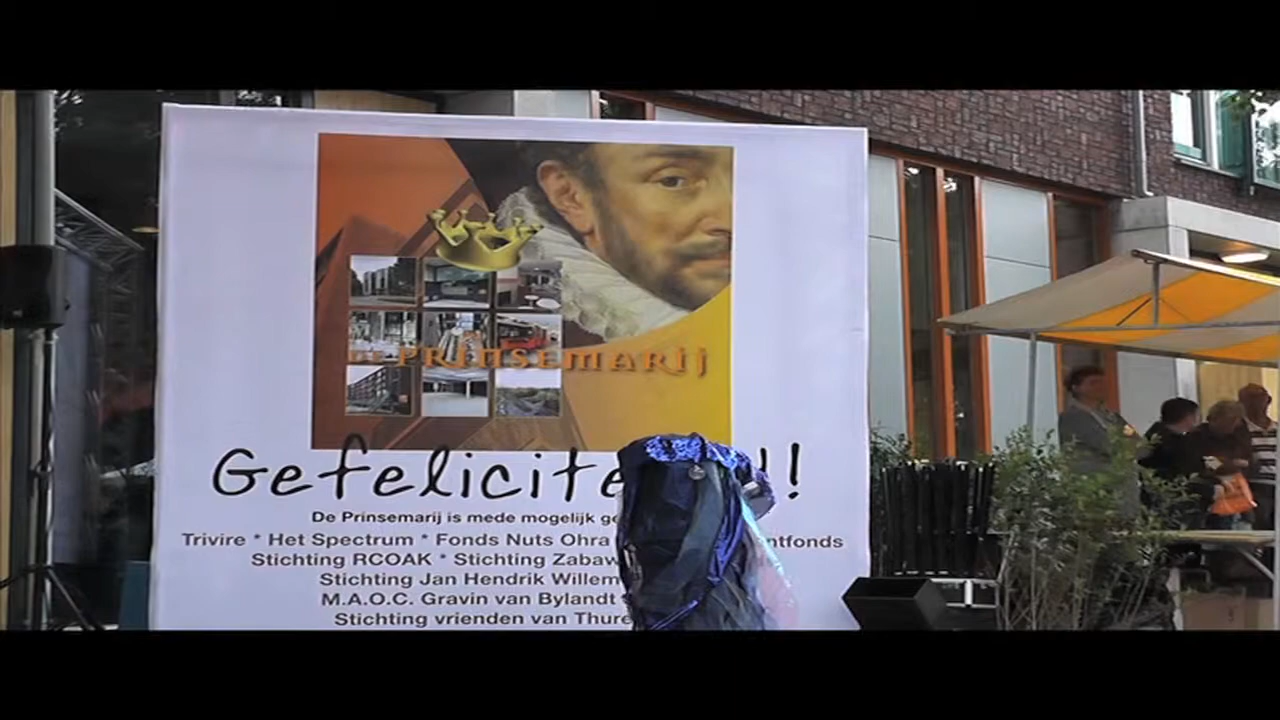 DE PRINSEMARIJ
Gefelicite !!
De Prinsemarij is mede mogelijk ge
Trivire * Het Spectrum * Fonds Nuts Ohra ntfonds
Stichting RCOAK * Stichting Zabaw
Stichting Jan Hendrik Willem
M.A.O.C. Gravin van Bylandt
Stichting vrienden van Thure